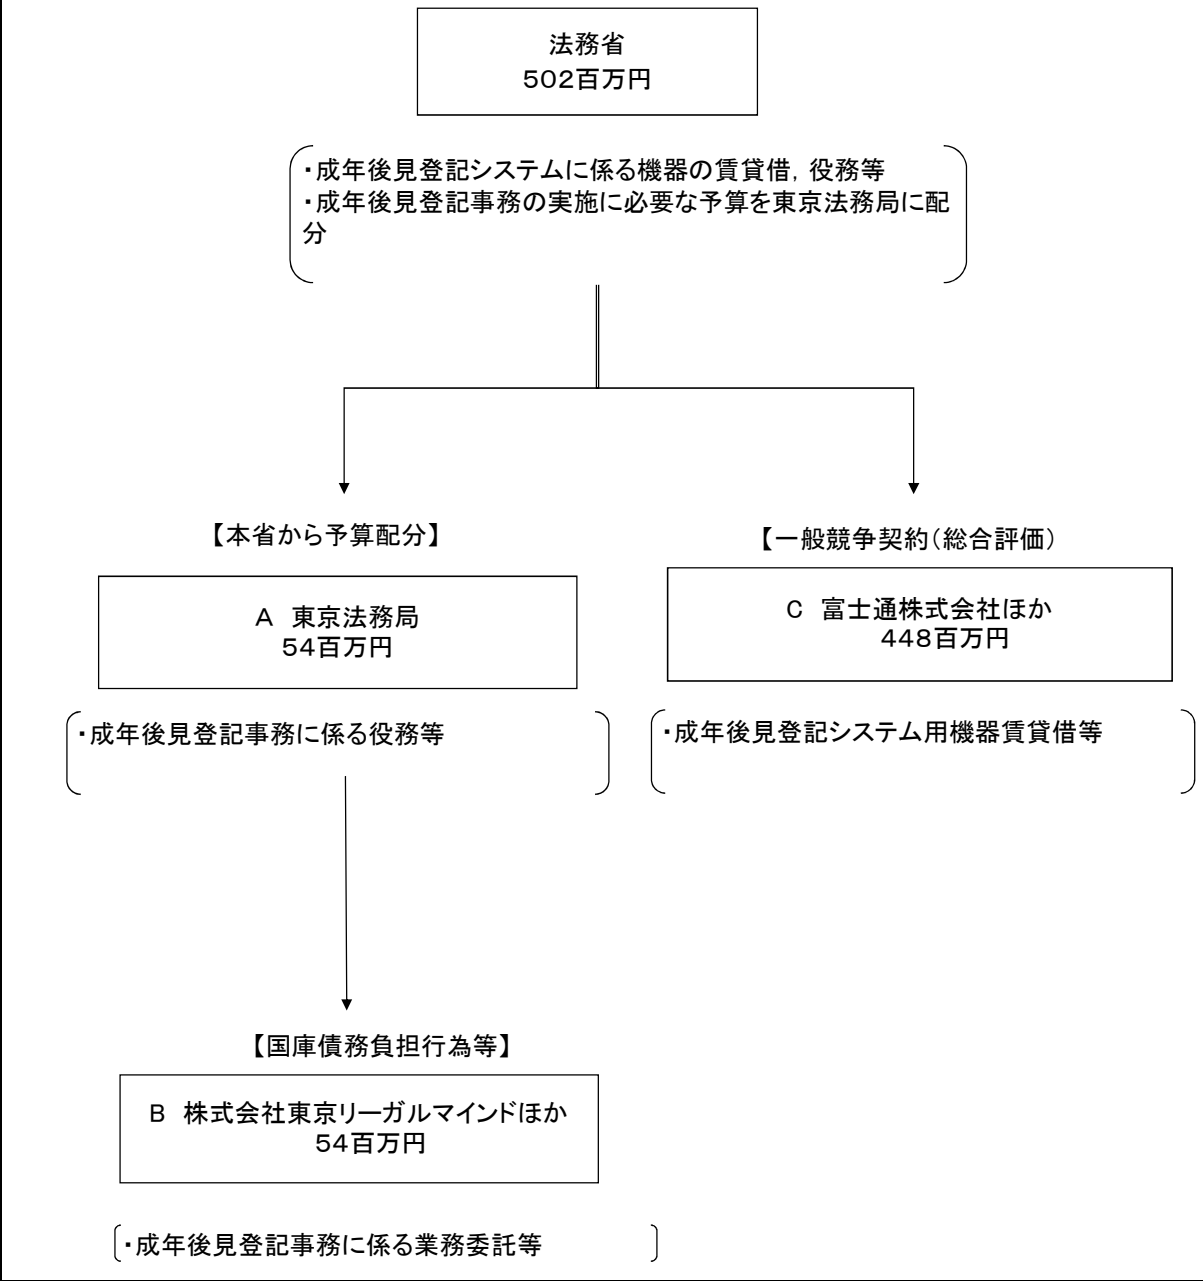 法務省
502百万円
・成年後見登記システムに係る機器の賃貸借，役務等
・成年後見登記事務の実施に必要な予算を東京法務局に配
分
【本省から予算配分】
A 東京法務局
54百万円
・成年後見登記事務に係る役務等
【一般競争契約（総合評価）
C 富士通株式会社ほか
448百万円
・成年後見登記システム用機器賃貸借等
【国庫債務負担行為等】
B 株式会社東京リーガルマインドほか
54百万円
・成年後見登記事務に係る業務委託等